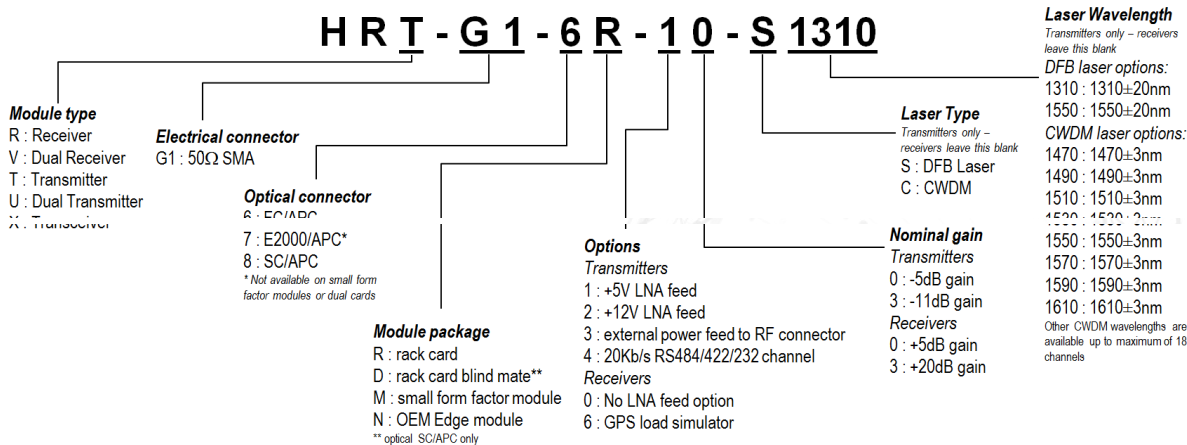 HRT-G1-6R-10-S1310
Module type
R : Receiver
V : Dual Receiver
T : Transmitter
U : Dual Transmitter
X : Transceiver
Electrical connector
G1 : 50Ω SMA
Optical connector
6 : FC/APC
7 : E2000/APC*
8 : SC/APC
* Not available on small form
factor modules or dual cards
Module package
R : rack card
D : rack card blind mate**
M : small form factor module
N : OEM Edge module
** optical SC/APC only
Options
Transmitters
1 : +5V LNA feed
2 : +12V LNA feed
3 : external power feed to RF connector
4 : 20Kb/s RS484/422/232 channel
Receivers
0 : No LNA feed option
6 : GPS load simulator
Nominal gain
Transmitters
0 : -5dB gain
3 : -11dB gain
Receivers
0 : +5dB gain
3 : +20dB gain
Laser Type
Transmitters only –
receivers leave this blank
S : DFB Laser
C : CWDM
Laser Wavelength
Transmitters only – receivers
leave this blank
DFB laser options:
1310 : 1310±20nm
1550 : 1550±20nm
CWDM laser options:
1470 : 1470±3nm
1490 : 1490±3nm
1510 : 1510±3nm
1530 : 1530±3nm
1550 : 1550±3nm
1570 : 1570±3nm
1590 : 1590±3nm
1610 : 1610±3nm
Other CWDM wavelengths are
available up to maximum of 18
channels